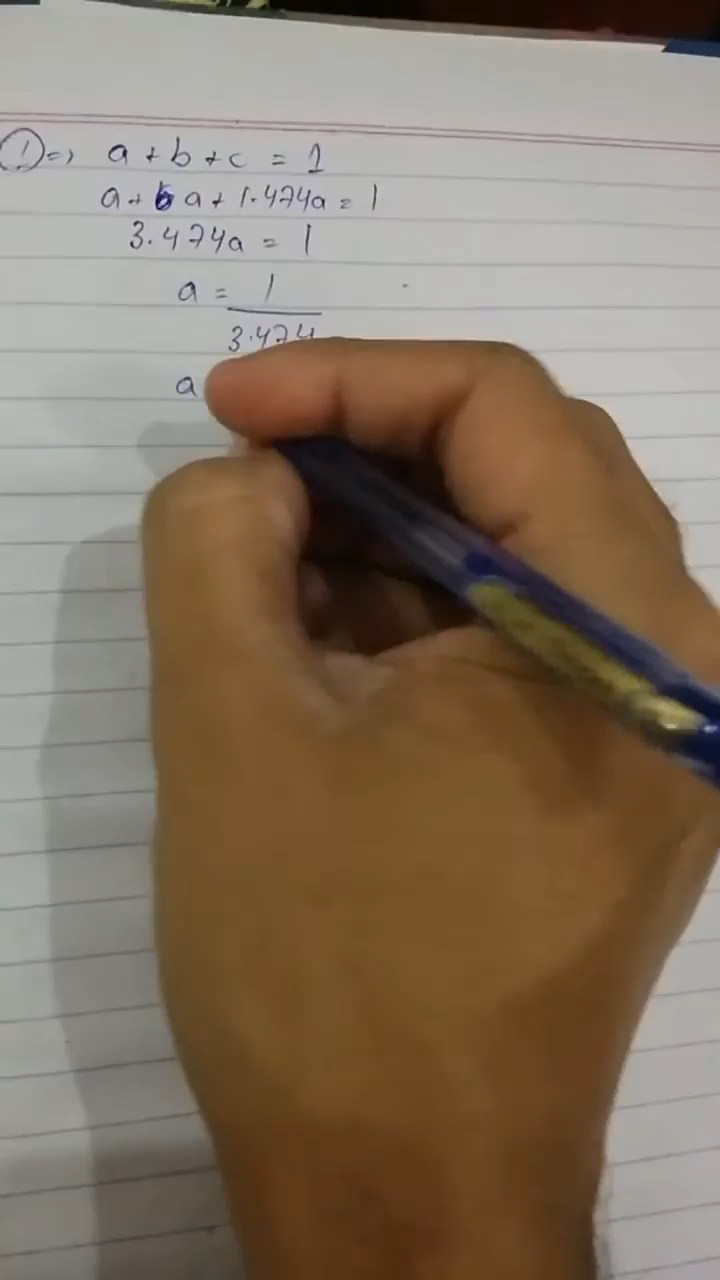 1 => a + b + c = 1
a + a + 1.474a = 1
3.474a = 1
a = 1
3.474
a